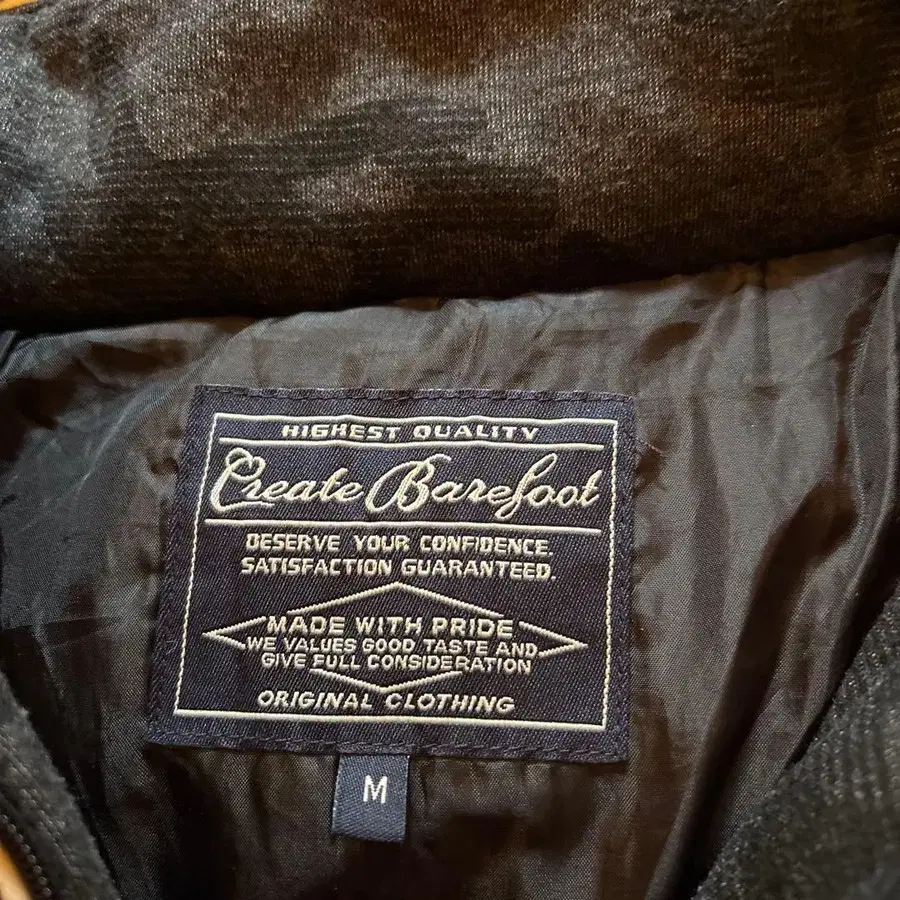 HIGHEST QUALITY
Create Barefoot
DESERVE YOUR CONFIDENCE.
SATISFACTION GUARANTEED.
MADE WITH PRIDE
WE VALUES GOOD TASTE AND
GIVE FULL CONSIDERATION
ORIGINAL CLOTHING
M